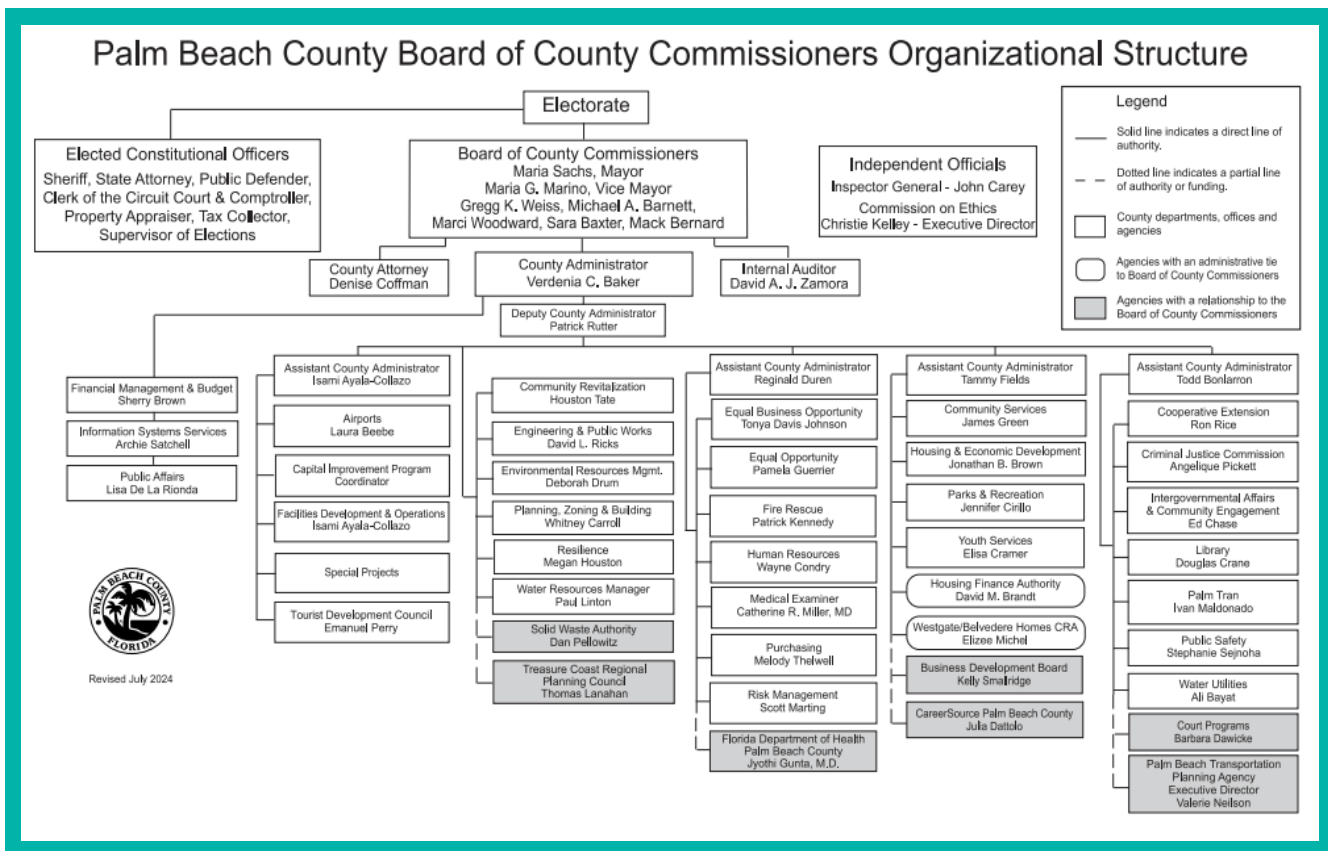 Palm Beach County Board of County Commissioners Organizational Structure
Electorate
Legend
Solid line indicates a direct line of
authority.
Dotted line indicates a partial line
of authority or funding.
County departments, offices and
agencies
Agencies with an administrative tie
to Board of County Commissioners
Agencies with a relationship to the
Board of County Commissioners
Elected Constitutional Officers
Sheriff, State Attorney, Public Defender,
Clerk of the Circuit Court & Comptroller,
Property Appraiser, Tax Collector,
Supervisor of Elections
Board of County Commissioners
Maria Sachs, Mayor
Maria G. Marino, Vice Mayor
Gregg K. Weiss, Michael A. Barnett,
Marci Woodward, Sara Baxter, Mack Bernard
Independent Officials
Inspector General - John Carey
Commission on Ethics
Christie Kelley - Executive Director
County Attorney
Denise Coffman
County Administrator
Verdenia C. Baker
Internal Auditor
David A. J. Zamora
Deputy County Administrator
Patrick Rutter
Financial Management & Budget
Sherry Brown
Information Systems Services
Archie Satchell
Public Affairs
Lisa De La Rionda
Assistant County Administrator
Isami Ayala-Collazo
Airports
Laura Beebe
Capital Improvement Program
Coordinator
Facilities Development & Operations
Isami Ayala-Collazo
Special Projects
Tourist Development Council
Emanuel Perry
Community Revitalization
Houston Tate
Engineering & Public Works
David L. Ricks
Environmental Resources Mgmt.
Deborah Drum
Planning, Zoning & Building
Whitney Carroll
Resilience
Megan Houston
Water Resources Manager
Paul Linton
Solid Waste Authority
Dan Pellowitz
Treasure Coast Regional
Planning Council
Thomas Lanahan
Assistant County Administrator
Reginald Duren
Equal Business Opportunity
Tonya Davis Johnson
Equal Opportunity
Pamela Guerrier
Fire Rescue
Patrick Kennedy
Human Resources
Wayne Condry
Medical Examiner
Catherine R. Miller, MD
Purchasing
Melody Thelwell
Risk Management
Scott Marting
Florida Department of Health
Palm Beach County
Jyothi Gunta, M.D.
Assistant County Administrator
Tammy Fields
Community Services
James Green
Housing & Economic Development
Jonathan B. Brown
Parks & Recreation
Jennifer Cirillo
Youth Services
Elisa Cramer
Housing Finance Authority
David M. Brandt
Westgate/Belvedere Homes CRA
Elizee Michel
Business Development Board
Kelly Smallridge
CareerSource Palm Beach County
Julia Dattolo
Assistant County Administrator
Todd Bonlarron
Cooperative Extension
Ron Rice
Criminal Justice Commission
Angelique Pickett
Intergovernmental Affairs
& Community Engagement
Ed Chase
Library
Douglas Crane
Palm Tran
Ivan Maldonado
Public Safety
Stephanie Sejnoha
Water Utilities
Ali Bayat
Court Programs
Barbara Dawicke
Palm Beach Transportation
Planning Agency
Executive Director
Valerie Neilson
PALM BEACH COUNTY
FLORIDA
Revised July 2024